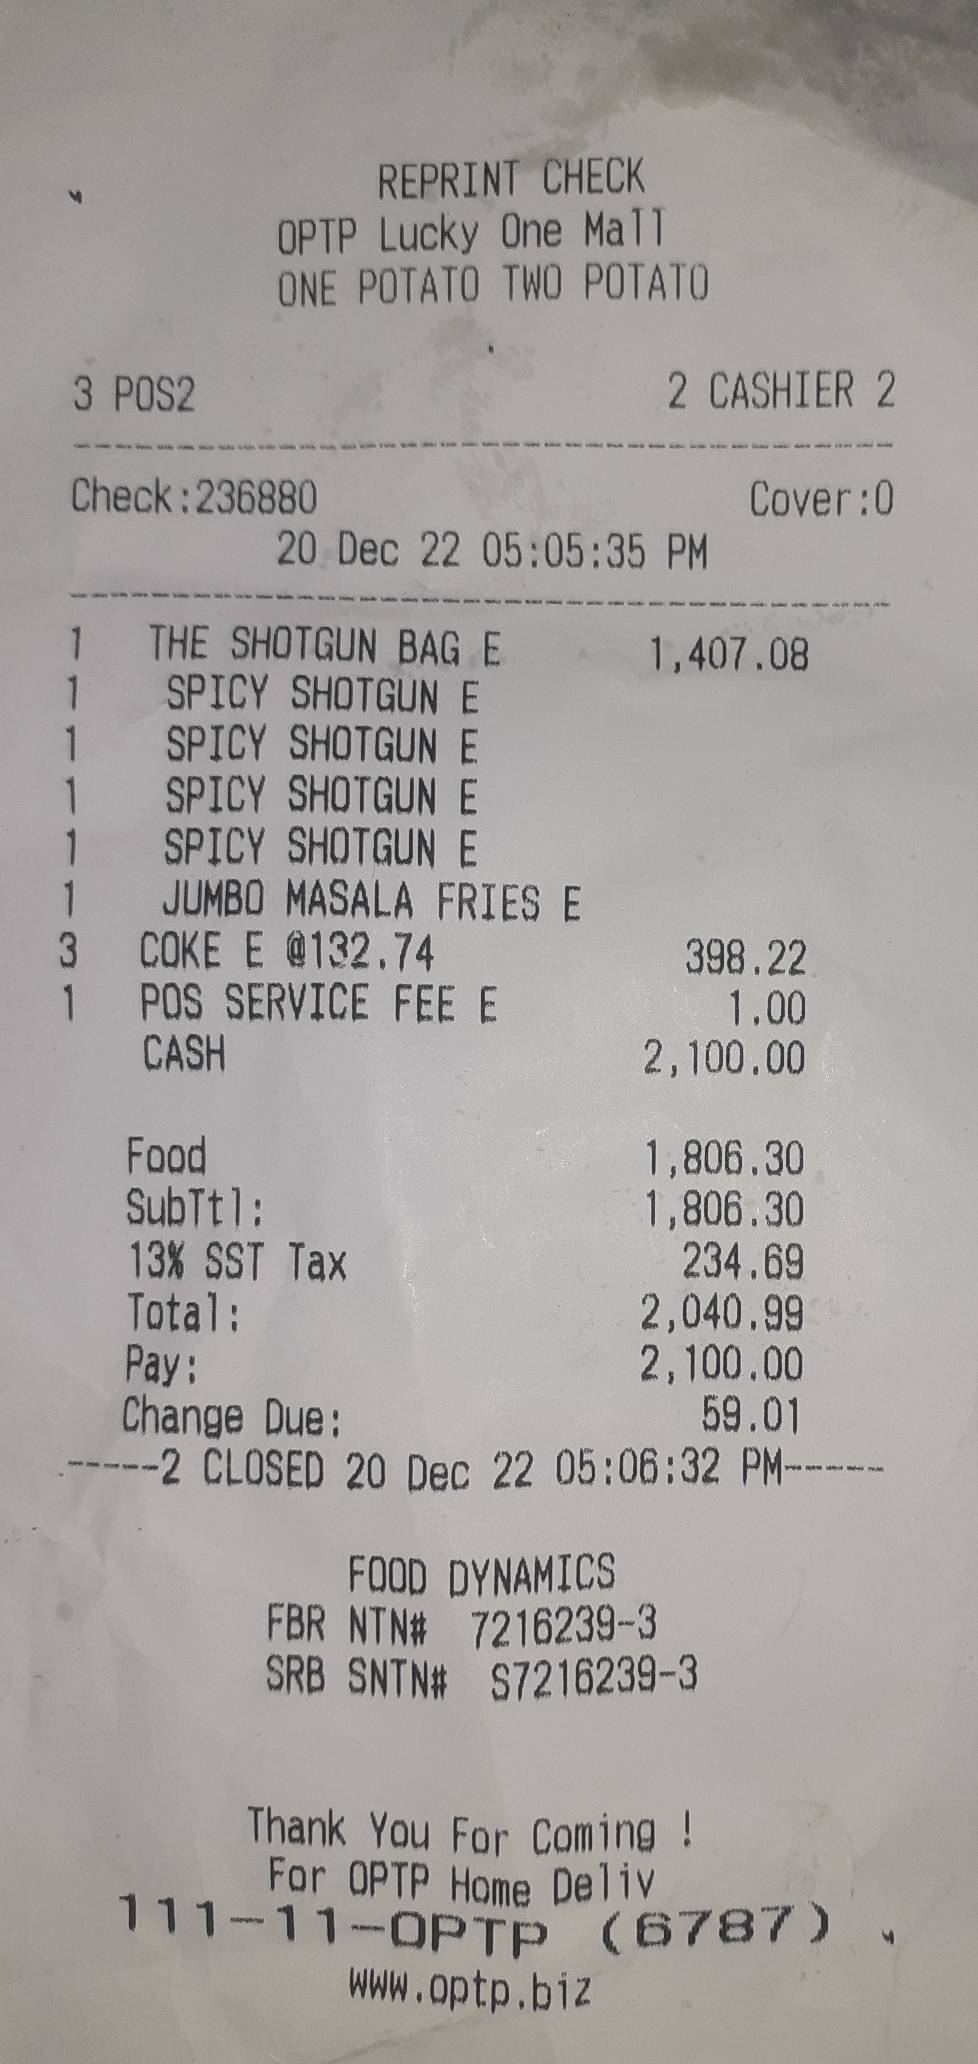 REPRINT CHECK
OPTP Lucky One Mall
ONE POTATO TWO POTATO
3 POS2 2 CASHIER 2
Check:236880 Cover:0
20 Dec 22 05:05:35 PM
1 THE SHOTGUN BAG E 1,407.08
1 SPICY SHOTGUN E
1 SPICY SHOTGUN E
1 SPICY SHOTGUN E
1 SPICY SHOTGUN E
1 JUMBO MASALA FRIES E
3 COKE E @132.74 398.22
1 POS SERVICE FEE E 1.00
CASH 2,100.00
Food 1,806.30
SubTtl: 1,806.30
13% SST Tax 234.69
Total: 2,040.99
Pay: 2,100.00
Change Due: 59.01
-----2 CLOSED 20 Dec 22 05:06:32 PM-----
FOOD DYNAMICS
FBR NTN# 7216239-3
SRB SNTN# S7216239-3
Thank You For Coming !
For OPTP Home Deliv
111-11-OPTP (6787)
www.optp.biz